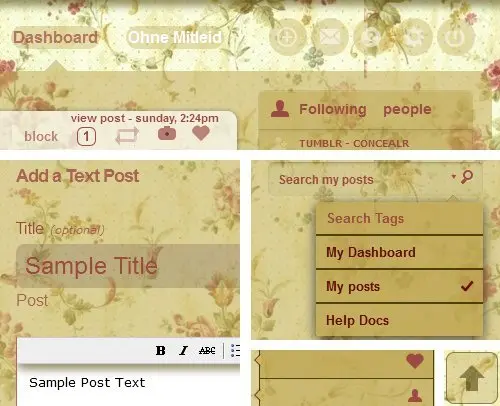 Dashboard Ohne Mitleid
view post - sunday, 2:24pm
block 1
Following people
TUMBLR - CONCEALR
Add a Text Post
Title (optional)
Sample Title
Post
B I ABC
Sample Post Text
Search my posts
Search Tags
My Dashboard
My posts
Help Docs